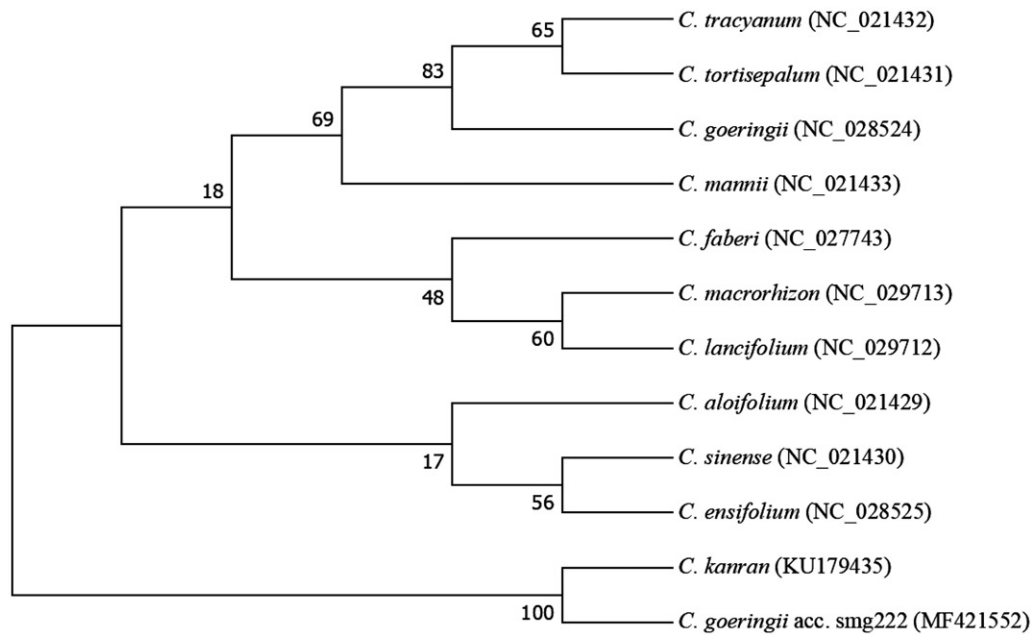 65
C. tracyanum (NC_021432)
C. tortisepalum (NC_021431)
83
C. goeringii (NC_028524)
69
C. mannii (NC_021433)
18
C. faberi (NC_027743)
48
C. macrorhizon (NC_029713)
60
C. lancifolium (NC_029712)
C. aloifolium (NC_021429)
17
C. sinense (NC_021430)
56
C. ensifolium (NC_028525)
C. kanran (KU179435)
100
C. goeringii acc. smg222 (MF421552)